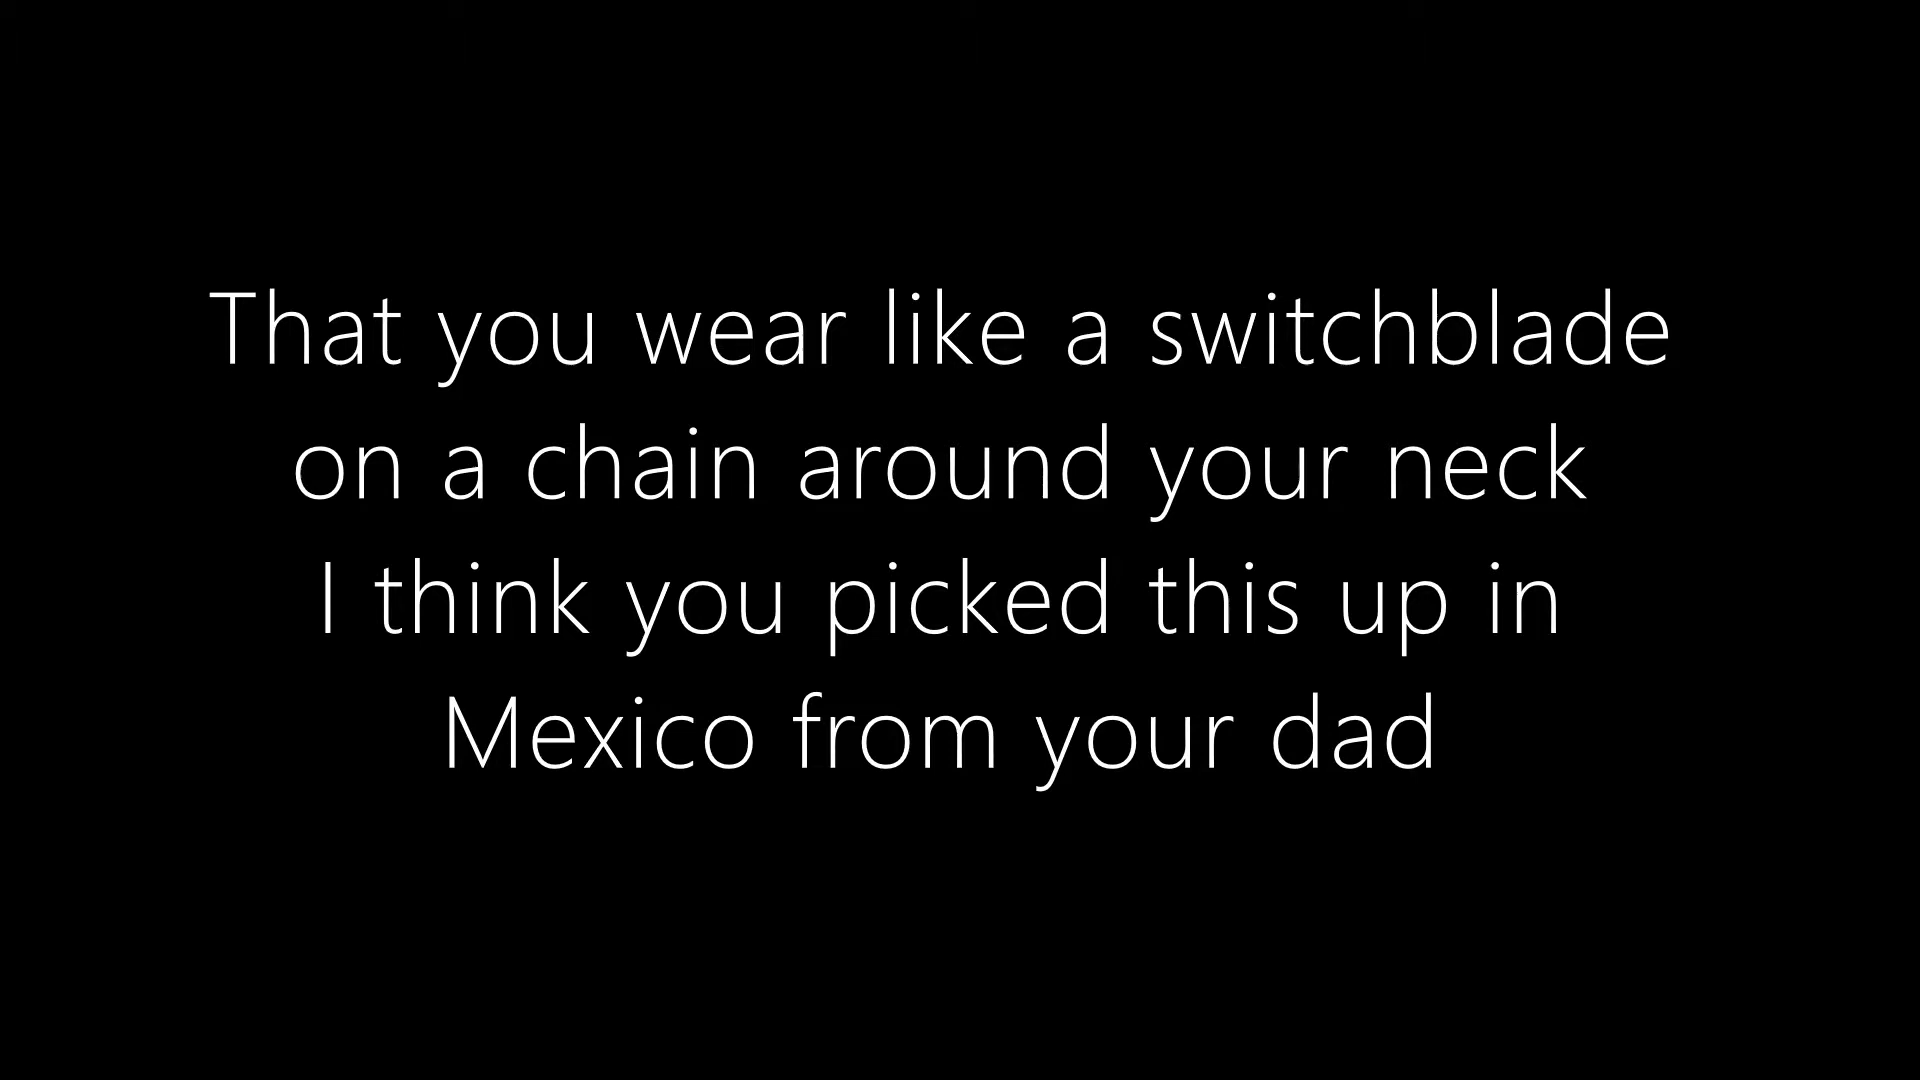 That you wear like a switchblade
on a chain around your neck
I think you picked this up in
Mexico from your dad